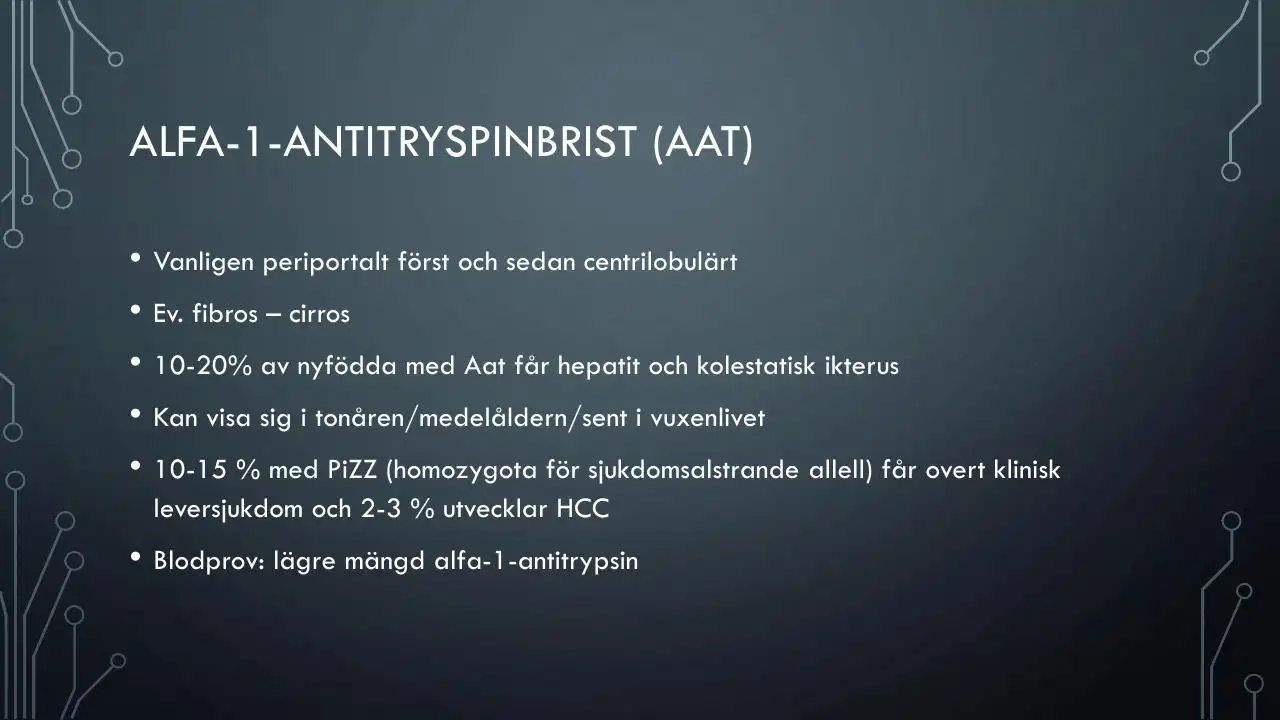 ALFA-1-ANTITRYSPINBRIST (AAT)
• Vanligen periportalt först och sedan centrilobulärt
• Ev. fibros – cirros
• 10-20% av nyfödda med Aat får hepatit och kolestatisk ikterus
• Kan visa sig i tonåren/medelåldern/sent i vuxenlivet
• 10-15 % med PiZZ (homozygota för sjukdomsalstrande allell) får overt klinisk
leversjukdom och 2-3 % utvecklar HCC
• Blodprov: lägre mängd alfa-1-antitrypsin